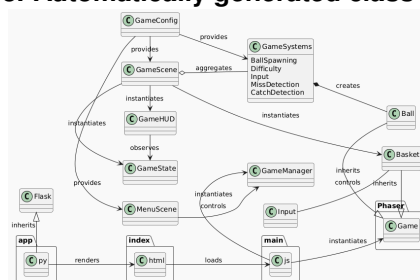 Automatically generated class
GameConfig
provides
provides
GameSystems
BallSpawning
Difficulty
Input
MissDetection
CatchDetection
GameScene
aggregates
creates
instantiates
Ball
instantiates
GameHUD
instantiates
observes
Basket
GameState
GameManager
inherits
controls
inherits
provides
instantiates
controls
Flask
MenuScene
Input
Phaser
Game
inherits
app
index
main
instantiates
py
renders
html
loads
js